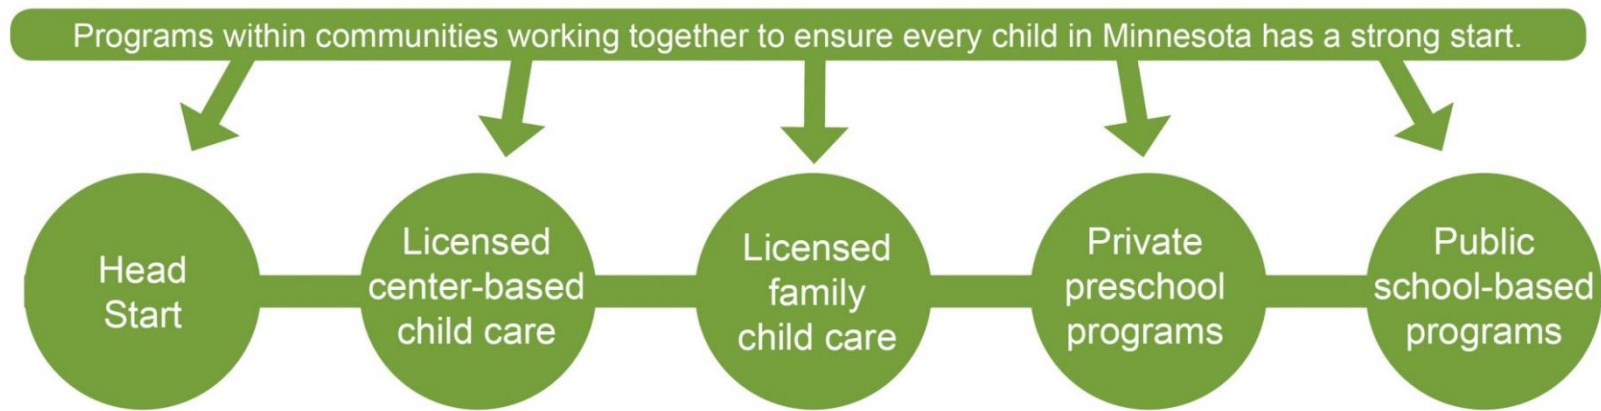 Programs within communities working together to ensure every child in Minnesota has a strong start.
Head
Start
Licensed
center-based
child care
Licensed
family
child care
Private
preschool
programs
Public
school-based
programs